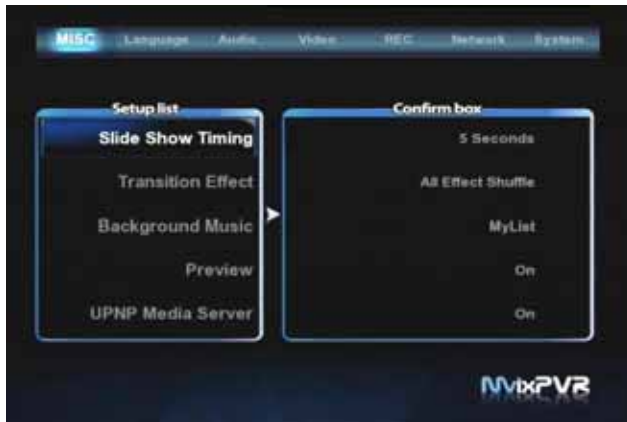 MISC Language Audio Video REC Network System
Setup list Confirm box
Slide Show Timing 5 Seconds
Transition Effect All Effect Shuffle
Background Music MyList
Preview On
UPNP Media Server On
MvixPVR